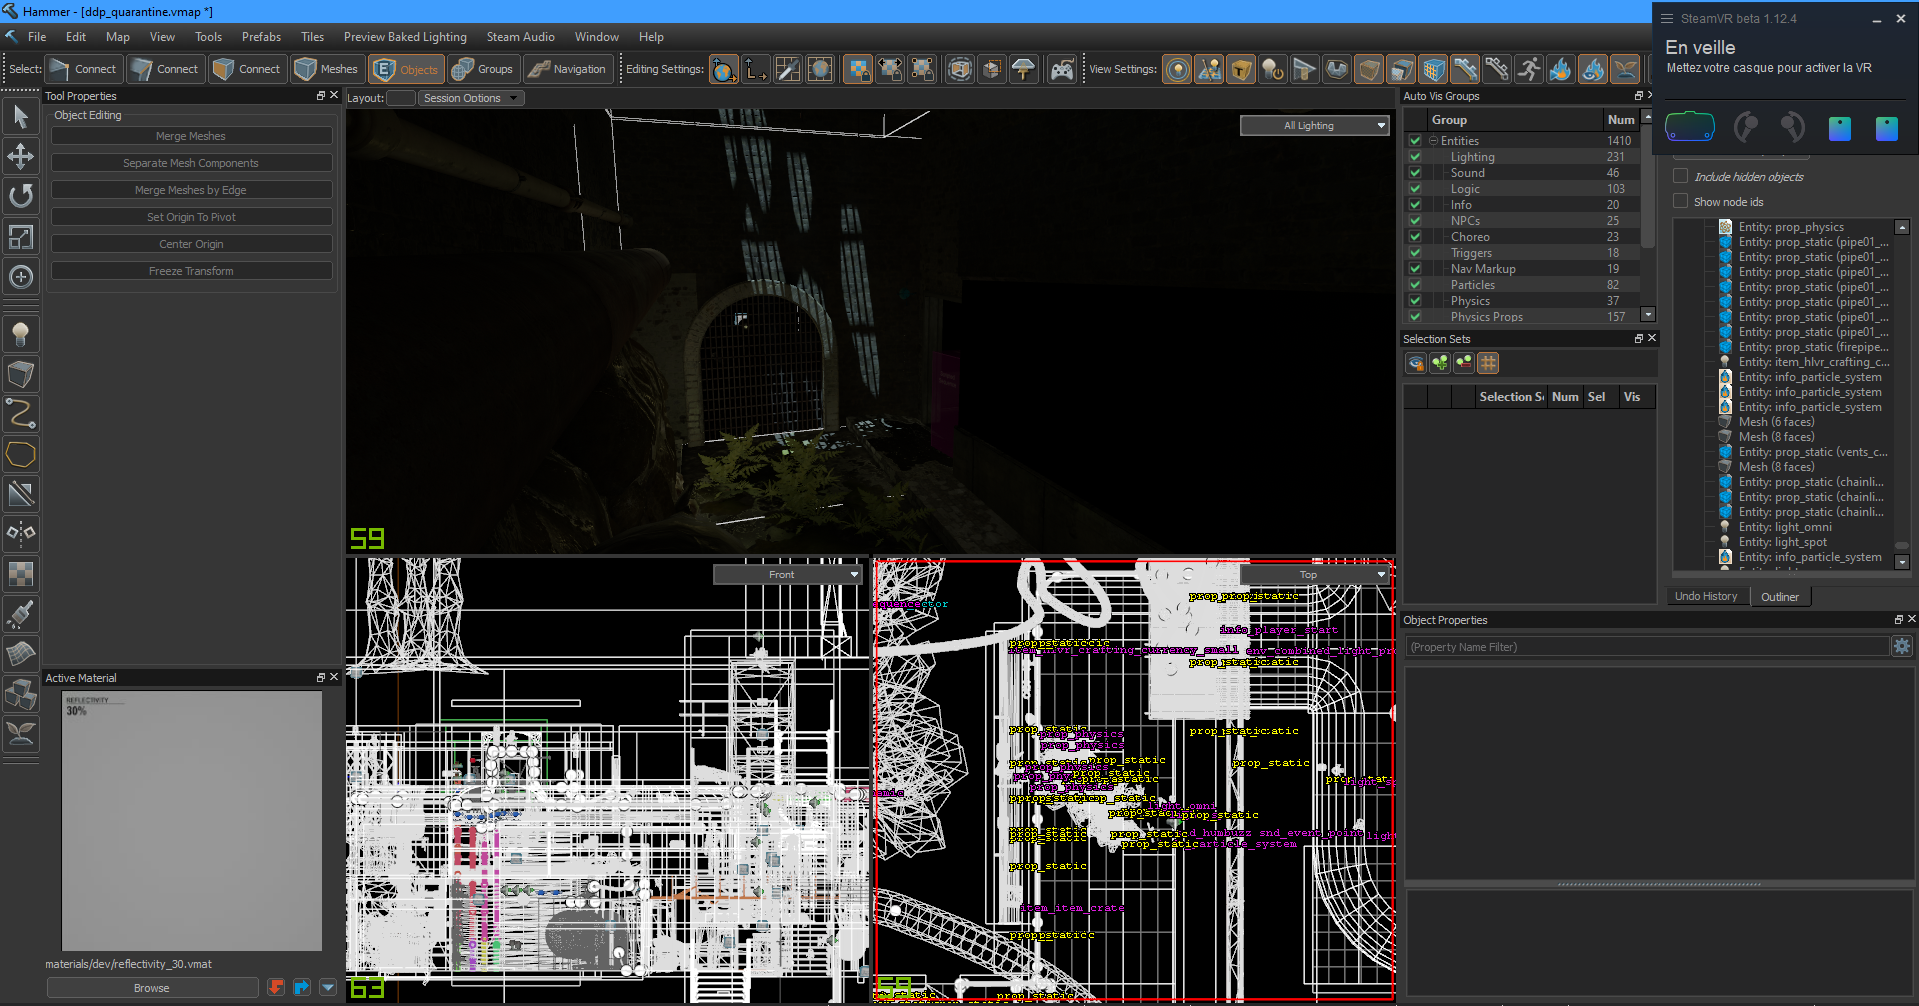 Hammer - [ddp_quarantine.vmap *]
File Edit Map View Tools Prefabs Tiles Preview Baked Lighting Steam Audio Window Help
Select: Connect Connect Connect Meshes Objects Groups Navigation Editing Settings: View Settings:
SteamVR beta 1.12.4
En veille
Mettez votre casque pour activer la VR
Tool Properties
Object Editing
Merge Meshes
Separate Mesh Components
Merge Meshes by Edge
Set Origin To Pivot
Center Origin
Freeze Transform
Layout: Session Options
All Lighting
59
Front
63
Top
prop_static
info_player_start
item_hlvr_crafting_currency_small
prop_physics
prop_physics
prop_static
prop_static
light_omni
prop_static
prop_static
snd_event_point
prop_static
item_item_crate
59
Auto Vis Groups
Group Num
Entities 1410
Lighting 231
Sound 46
Logic 103
Info 20
NPCs 25
Choreo 23
Triggers 18
Nav Markup 19
Particles 82
Physics 37
Physics Props 157
Selection Sets
Num Sel Vis
Include hidden objects
Show node ids
Entity: prop_physics
Entity: prop_static (pipe01_...
Entity: prop_static (pipe01_...
Entity: prop_static (pipe01_...
Entity: prop_static (pipe01_...
Entity: prop_static (pipe01_...
Entity: prop_static (pipe01_...
Entity: prop_static (pipe01_...
Entity: prop_static (firepipe...
Entity: item_hlvr_crafting_c...
Entity: info_particle_system
Entity: info_particle_system
Entity: info_particle_system
Mesh (6 faces)
Mesh (8 faces)
Entity: prop_static (vents_c...
Mesh (8 faces)
Entity: prop_static (chainli...
Entity: prop_static (chainli...
Entity: prop_static (chainli...
Entity: light_omni
Entity: light_spot
Entity: info_particle_system
Undo History Outliner
Object Properties
(Property Name Filter)
Active Material
REFLECTIVITY
30%
materials/dev/reflectivity_30.vmat
Browse